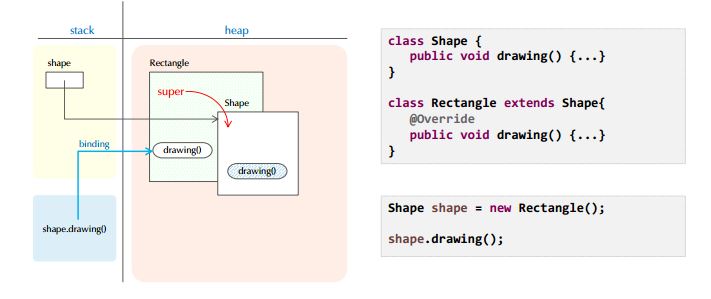 stack
heap
shape
Rectangle
super
Shape
binding
drawing()
drawing()
shape.drawing()
class Shape {
public void drawing() {...}
}
class Rectangle extends Shape{
@Override
public void drawing() {...}
}
Shape shape = new Rectangle();
shape.drawing();